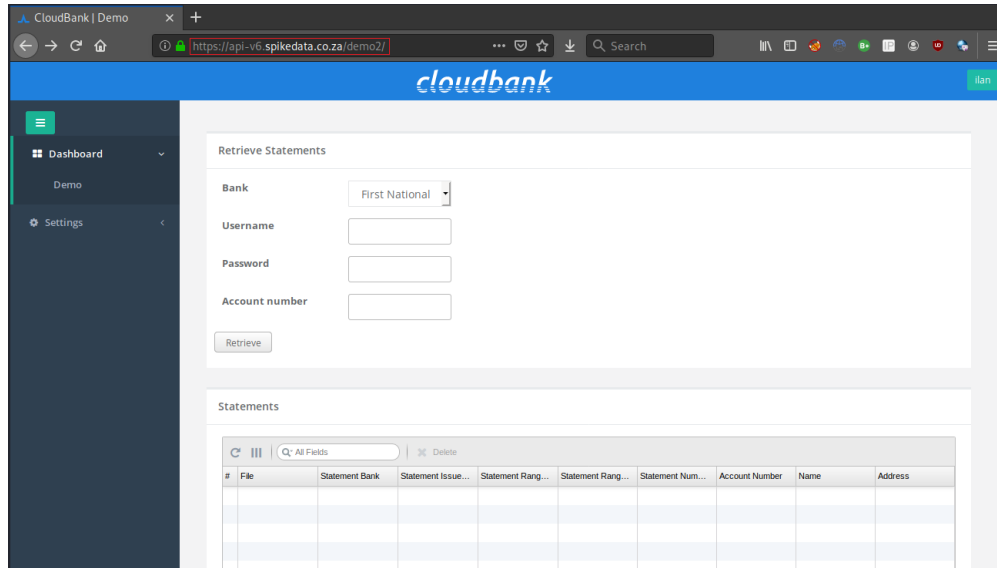 CloudBank | Demo
https://api-v6.spikedata.co.za/demo2/
Search
cloudbank
ilan
Dashboard
Demo
Settings
Retrieve Statements
Bank
First National
Username
Password
Account number
Retrieve
Statements
All Fields
Delete
# File Statement Bank Statement Issue... Statement Rang... Statement Rang... Statement Num... Account Number Name Address